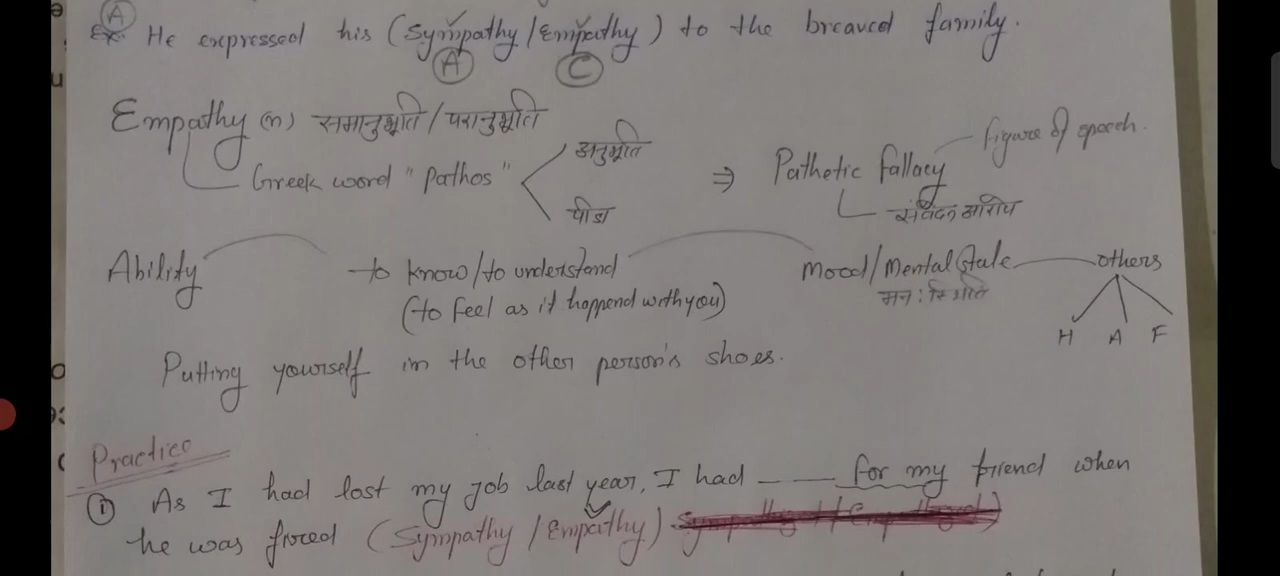 (A)
Ex. He expressed his (Sympathy / Empathy) to the breaved family.
(A) (C)
Empathy (n) समानुभूति / परानुभूति
Greek word "Pathos" अनुभूति पीडा ⇒ Pathetic fallacy figure of speech.
संवेदन आरोप
Ability to know / to understand Mood / Mental State others
(to feel as it happend with you) मन: स्थिति
H A F
Putting yourself in the other person's shoes.
Practice
(i) As I had lost my job last year, I had _ _ for my friend when
he was fired (Sympathy / Empathy)